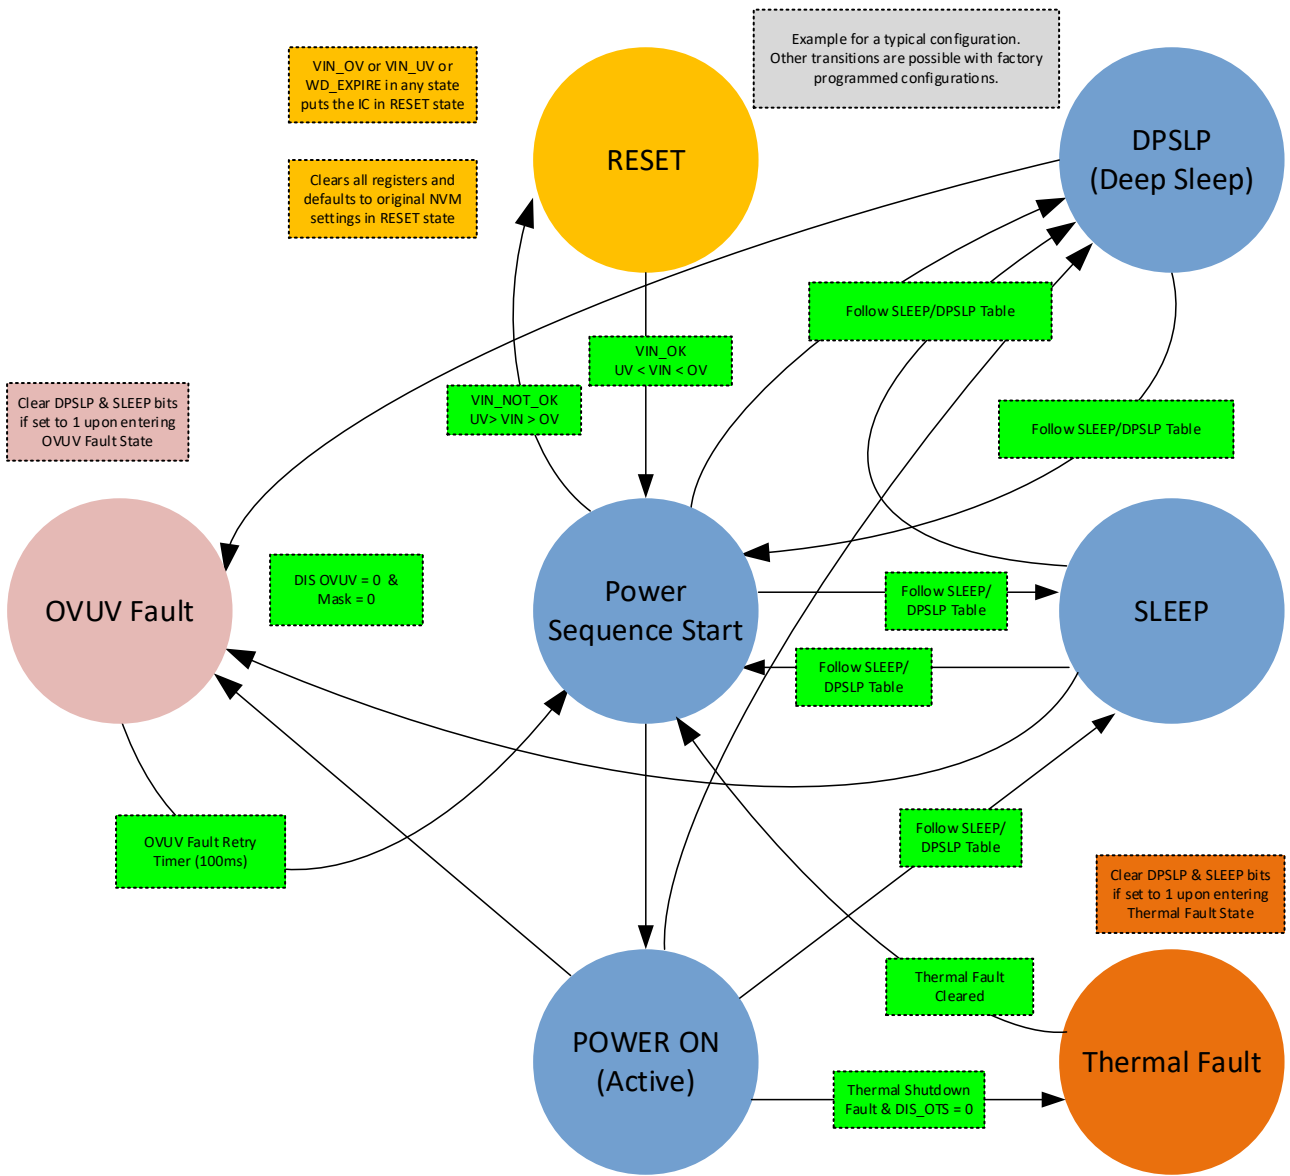 Example for a typical configuration.
Other transitions are possible with factory
programmed configurations.
VIN_OV or VIN_UV or
WD_EXPIRE in any state
puts the IC in RESET state
RESET
DPSLP
(Deep Sleep)
Clears all registers and
defaults to original NVM
settings in RESET state
Follow SLEEP/DPSLP Table
VIN_OK
UV < VIN < OV
VIN_NOT_OK
UV> VIN > OV
Clear DPSLP & SLEEP bits
if set to 1 upon entering
OVUV Fault State
Follow SLEEP/DPSLP Table
OVUV Fault
DIS OVUV = 0 &
Mask = 0
Power
Sequence Start
Follow SLEEP/
DPSLP Table
SLEEP
Follow SLEEP/
DPSLP Table
OVUV Fault Retry
Timer (100ms)
Follow SLEEP/
DPSLP Table
Clear DPSLP & SLEEP bits
if set to 1 upon entering
Thermal Fault State
Thermal Fault
Cleared
POWER ON
(Active)
Thermal Shutdown
Fault & DIS_OTS = 0
Thermal Fault